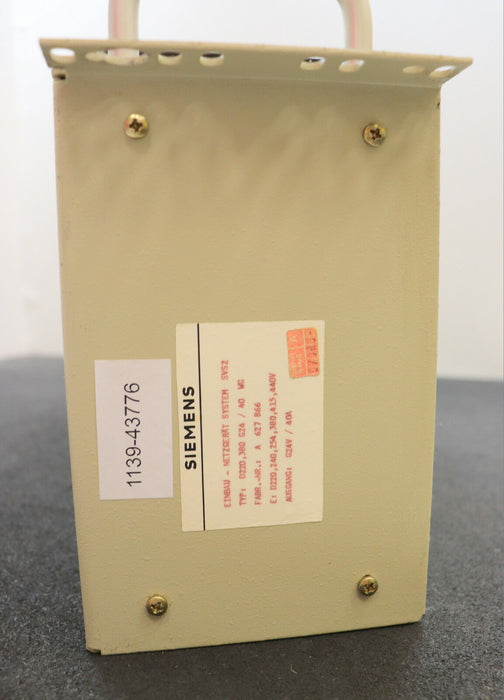 1139-43776
SIEMENS
EINBAU - NETZGERÄT SYSTEM SVS2
TYP: D220,380 G24 / 40 WG
FABR.-NR.: A 627 866
E: D220,240,254,380,415,440V
AUSGANG: G24V / 40A